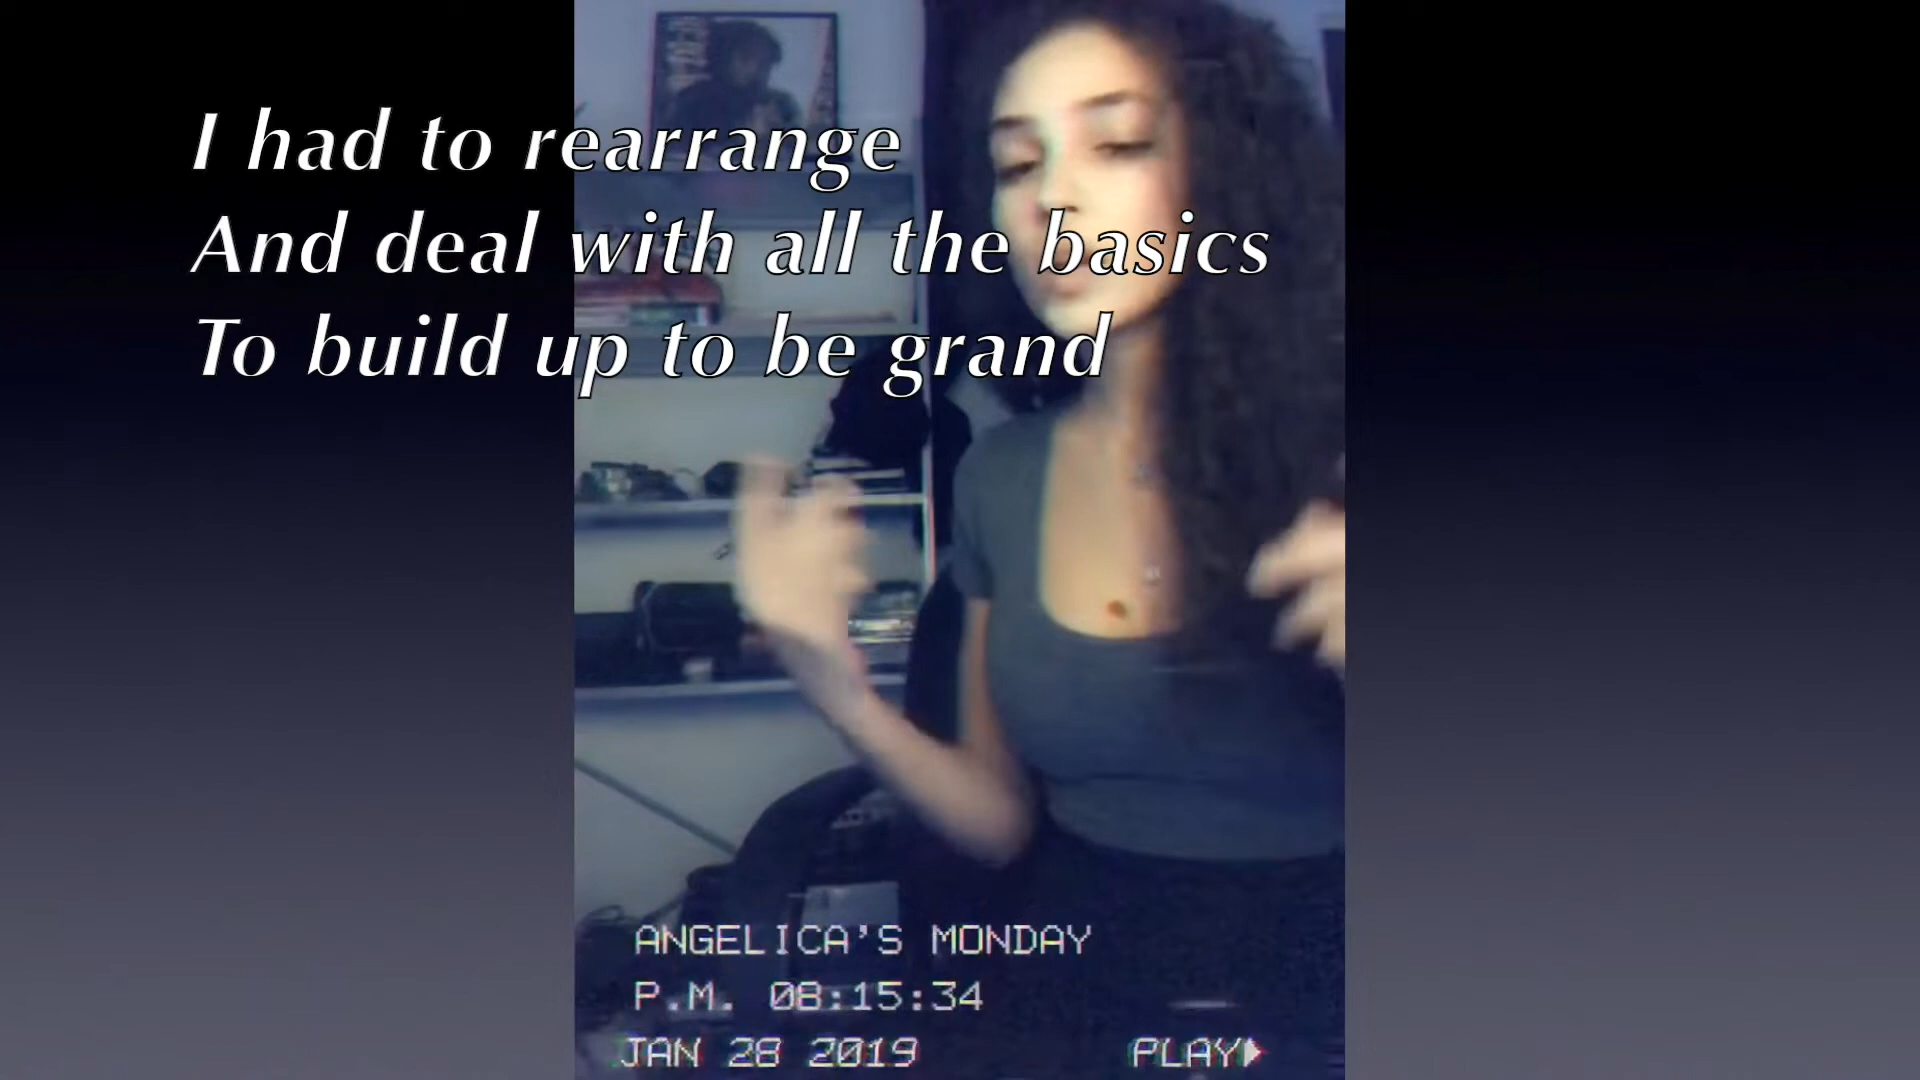 I had to rearrange
And deal with all the basics
To build up to be grand
ANGELICA'S MONDAY
P.M. 08:15:34
JAN 28 2019
PLAY